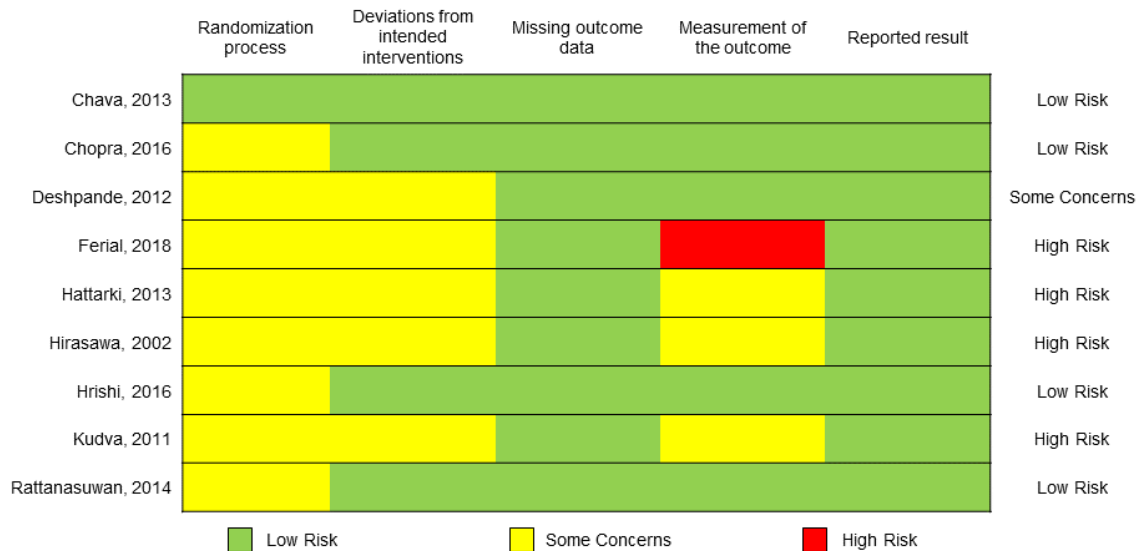 Randomization
process
Deviations from
intended
interventions
Missing outcome
data
Measurement of
the outcome
Reported result
Chava, 2013
Low Risk
Chopra, 2016
Low Risk
Deshpande, 2012
Some Concerns
Ferial, 2018
High Risk
Hattarki, 2013
High Risk
Hirasawa, 2002
High Risk
Hrishi, 2016
Low Risk
Kudva, 2011
High Risk
Rattanasuwan, 2014
Low Risk
Low Risk
Some Concerns
High Risk